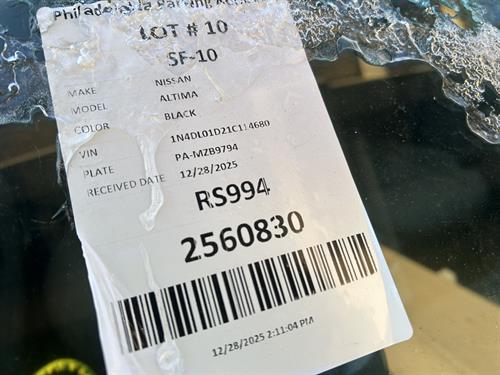 Philadelphia Parking
LOT # 10
SF-10
MAKE NISSAN
MODEL ALTIMA
COLOR BLACK
VIN 1N4DL01D21C114680
PLATE PA-MZB9794
RECEIVED DATE 12/28/2025
RS994
2560830
12/28/2025 2:11:04 PM